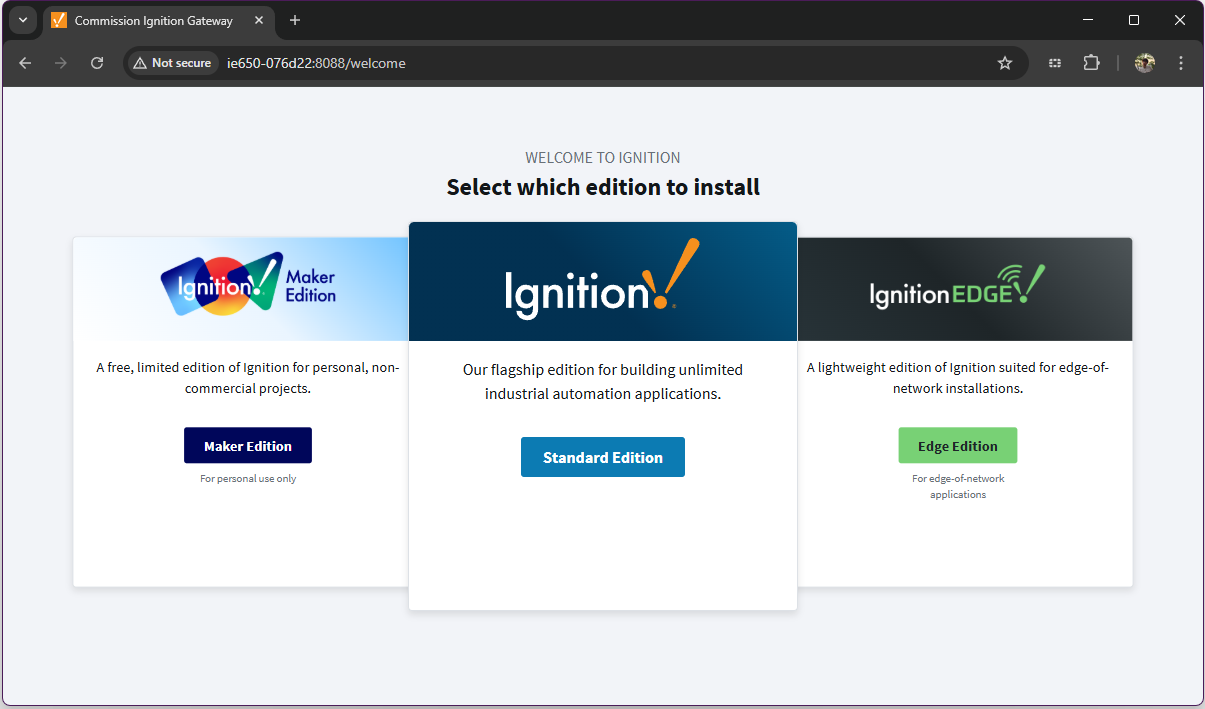 Commission Ignition Gateway
Not secure
ie650-076d22:8088/welcome
WELCOME TO IGNITION
Select which edition to install
Ignition!
Maker
Edition
A free, limited edition of Ignition for personal, non-
commercial projects.
Maker Edition
For personal use only
Ignition!
Our flagship edition for building unlimited
industrial automation applications.
Standard Edition
Ignition EDGE!
A lightweight edition of Ignition suited for edge-of-
network installations.
Edge Edition
For edge-of-network
applications